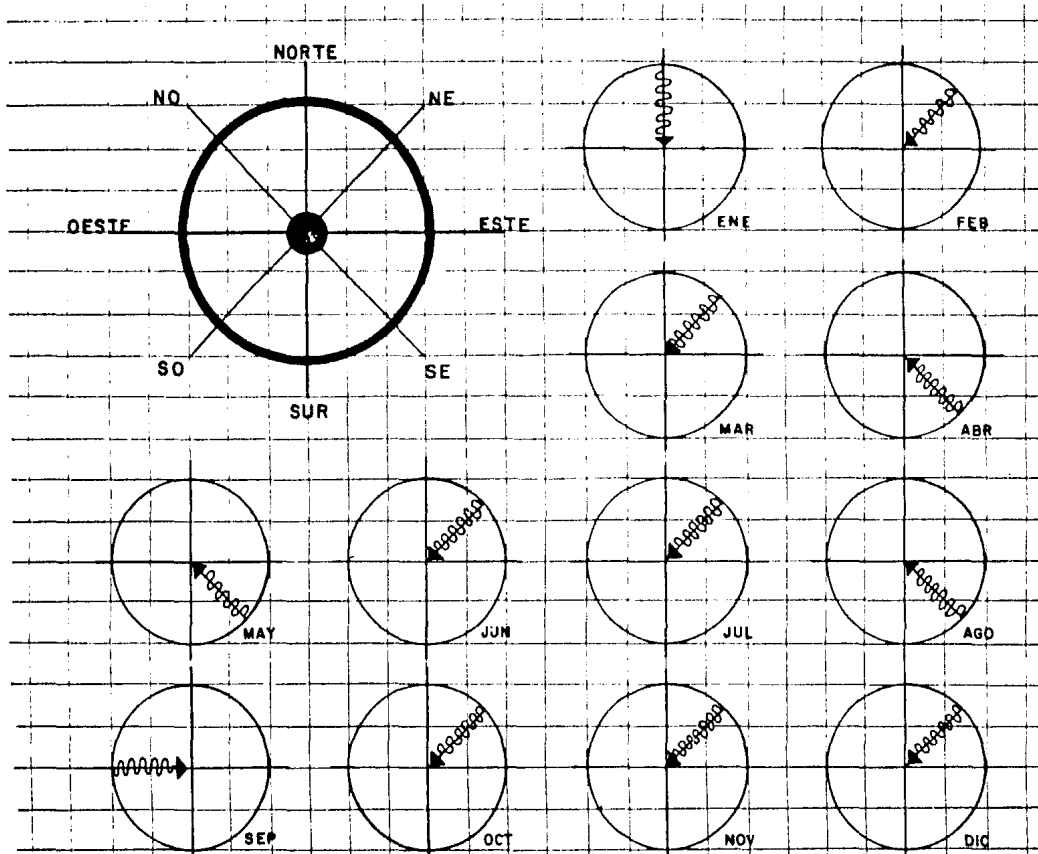 NORTE
NO NE
OESTE ESTE
SO SE
SUR
ENE FEB
MAR ABR
MAY JUN JUL AGO
SEP OCT NOV DIC